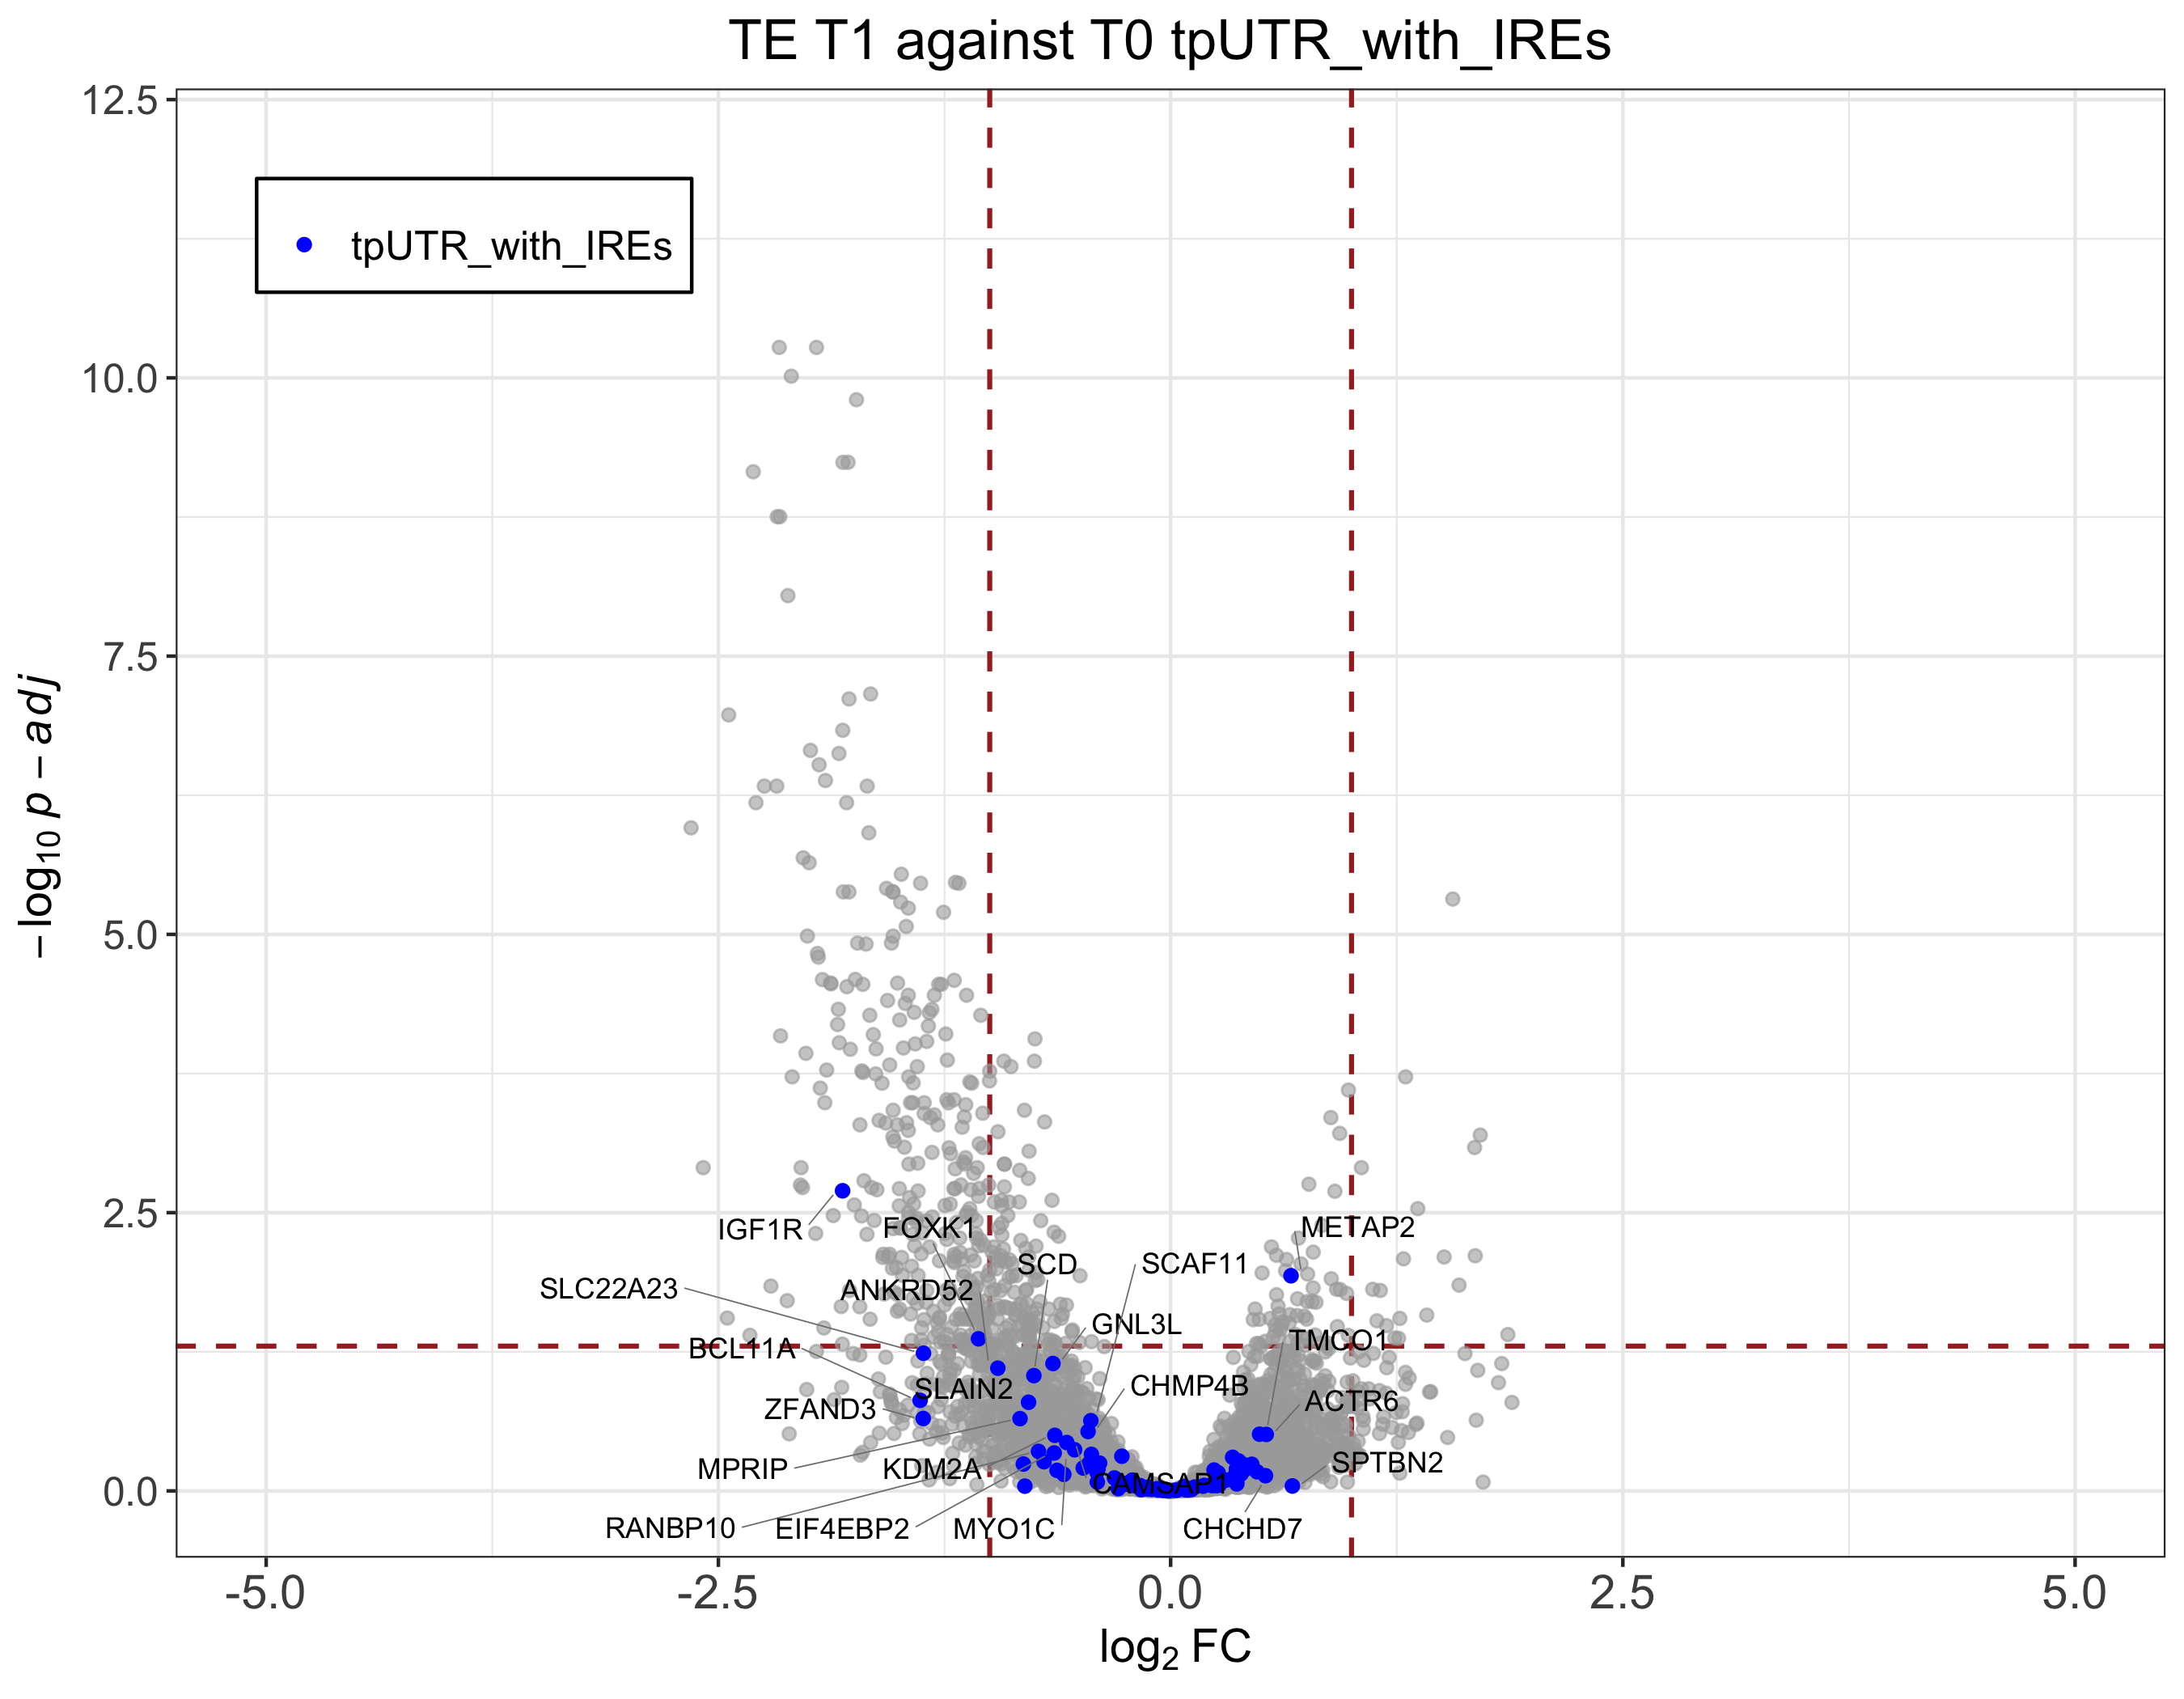 TE T1 against T0 tpUTR_with_IREs
12.5
tpUTR_with_IREs
10.0
7.5
5.0
2.5
0.0
−log10 p − adj
IGF1R
FOXK1
METAP2
SCD
SCAF11
SLC22A23
ANKRD52
GNL3L
TMCO1
BCL11A
SLAIN2
CHMP4B
ZFAND3
ACTR6
MPRIP
KDM2A
SPTBN2
CAMSAP1
RANBP10
EIF4EBP2
MYO1C
CHCHD7
-5.0
-2.5
0.0
2.5
5.0
log2 FC